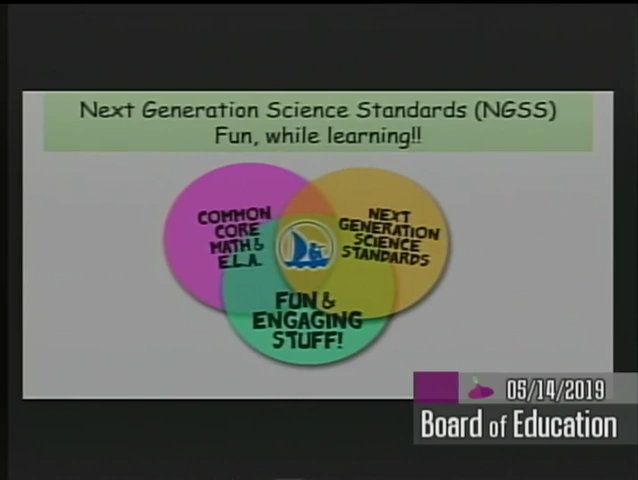 Next Generation Science Standards (NGSS)
Fun, while learning!!
COMMON
CORE
MATH &
E.L.A.
NEXT
GENERATION
SCIENCE
STANDARDS
FUN &
ENGAGING
STUFF!
05/14/2019
Board of Education